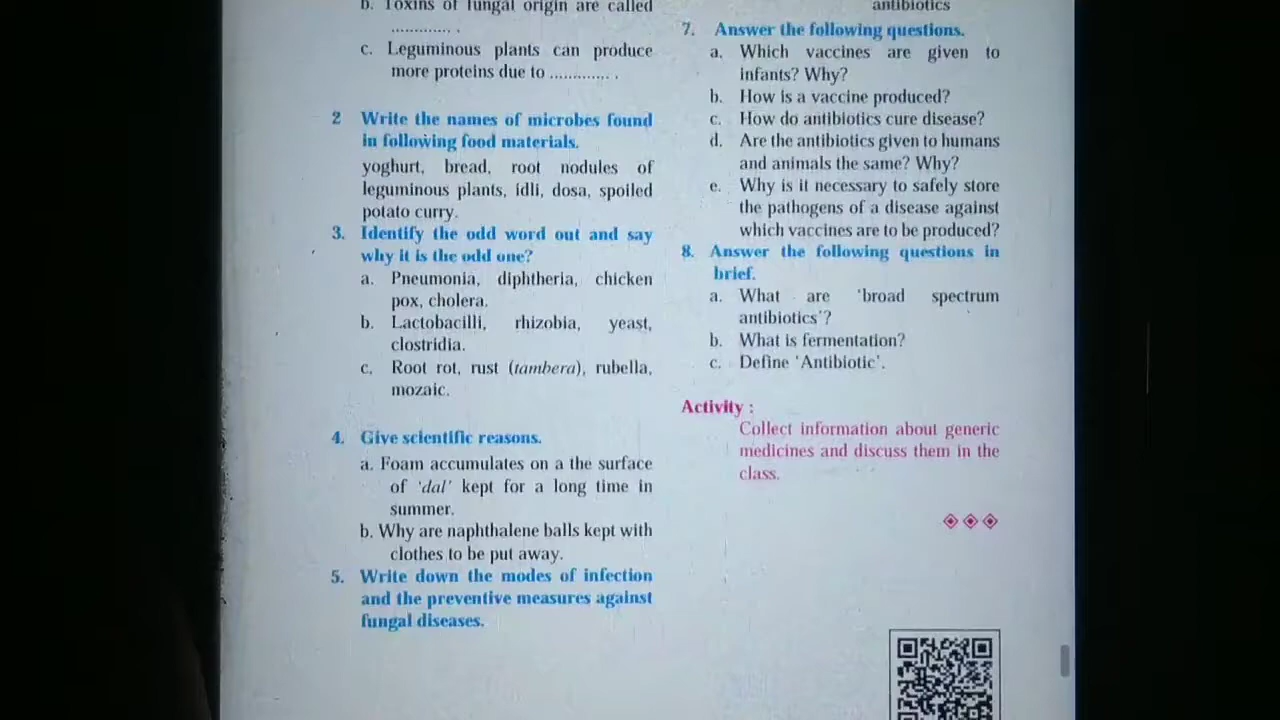 b. Toxins of fungal origin are called
............. .
c. Leguminous plants can produce
more proteins due to ............. .
2 Write the names of microbes found
in following food materials.
yoghurt, bread, root nodules of
leguminous plants, idli, dosa, spoiled
potato curry.
3. Identify the odd word out and say
why it is the odd one?
a. Pneumonia, diphtheria, chicken
pox, cholera.
b. Lactobacilli, rhizobia, yeast,
clostridia.
c. Root rot, rust (tambera), rubella,
mozaic.
4. Give scientific reasons.
a. Foam accumulates on a the surface
of 'dal' kept for a long time in
summer.
b. Why are naphthalene balls kept with
clothes to be put away.
5. Write down the modes of infection
and the preventive measures against
fungal diseases.
antibiotics
7. Answer the following questions.
a. Which vaccines are given to
infants? Why?
b. How is a vaccine produced?
c. How do antibiotics cure disease?
d. Are the antibiotics given to humans
and animals the same? Why?
e. Why is it necessary to safely store
the pathogens of a disease against
which vaccines are to be produced?
8. Answer the following questions in
brief.
a. What are 'broad spectrum
antibiotics'?
b. What is fermentation?
c. Define 'Antibiotic'.
Activity :
Collect information about generic
medicines and discuss them in the
class.